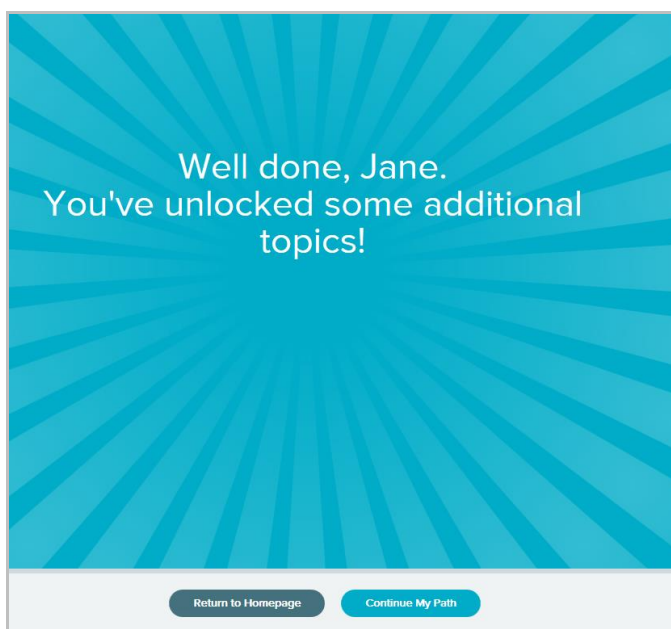 Well done, Jane.
You've unlocked some additional
topics!
Return to Homepage
Continue My Path